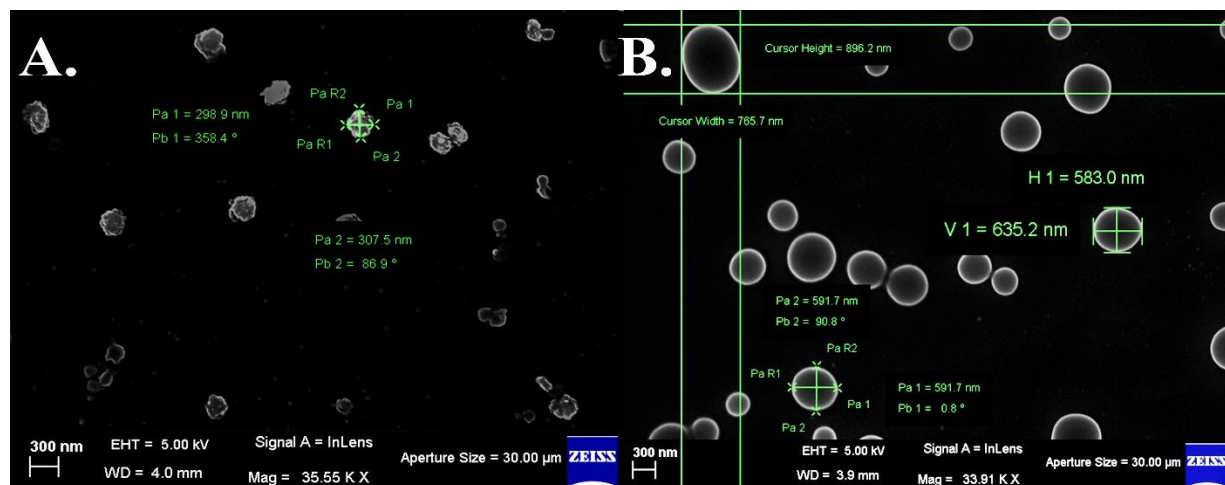 A.
Pa 1 = 298.9 nm
Pb 1 = 358.4 °
Pa R2
Pa 1
Pa R1
Pa 2
Pa 2 = 307.5 nm
Pb 2 = 86.9 °
300 nm
EHT = 5.00 kV
Signal A = InLens
WD = 4.0 mm
Mag = 35.55 K X
Aperture Size = 30.00 µm
ZEISS
B.
Cursor Height = 896.2 nm
Cursor Width = 765.7 nm
H 1 = 583.0 nm
V 1 = 635.2 nm
Pa 2 = 591.7 nm
Pb 2 = 90.8 °
Pa R2
Pa R1
Pa 1
Pa 2
Pa 1 = 591.7 nm
Pb 1 = 0.8 °
300 nm
EHT = 5.00 kV
Signal A = InLens
WD = 3.9 mm
Mag = 33.91 K X
Aperture Size = 30.00 µm
ZEISS